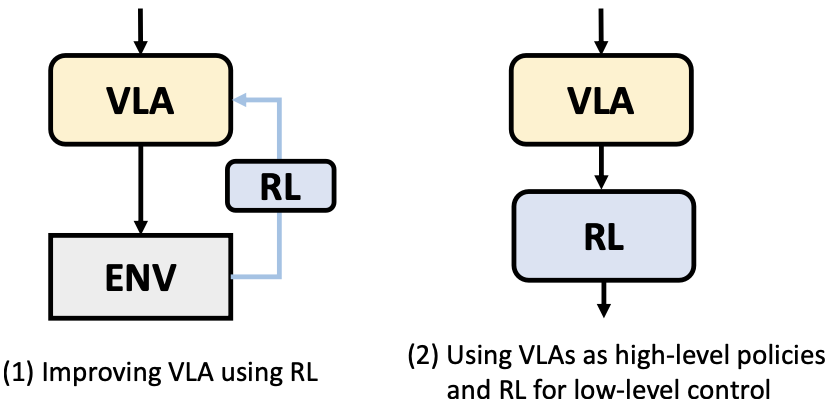 VLA
RL
ENV
(1) Improving VLA using RL
VLA
RL
(2) Using VLAs as high-level policies
and RL for low-level control